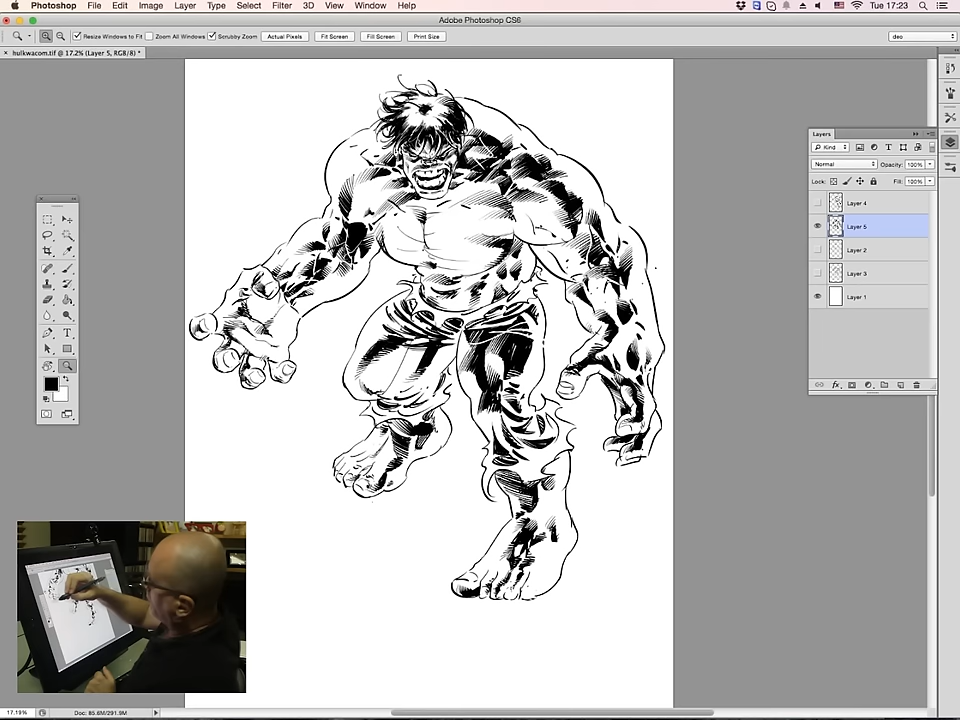 Photoshop File Edit Image Layer Type Select Filter 3D View Window Help Tue 17:23
Adobe Photoshop CS6
Resize Windows to Fit Zoom All Windows Scrubby Zoom Actual Pixels Fit Screen Fill Screen Print Size deo
hulkwacom.tif @ 17.2% (Layer 5, RGB/8) *
Layers
Kind
Normal Opacity: 100%
Lock: Fill: 100%
Layer 4
Layer 5
Layer 2
Layer 3
Layer 1
17.19% Doc: 85.6M/291.9M